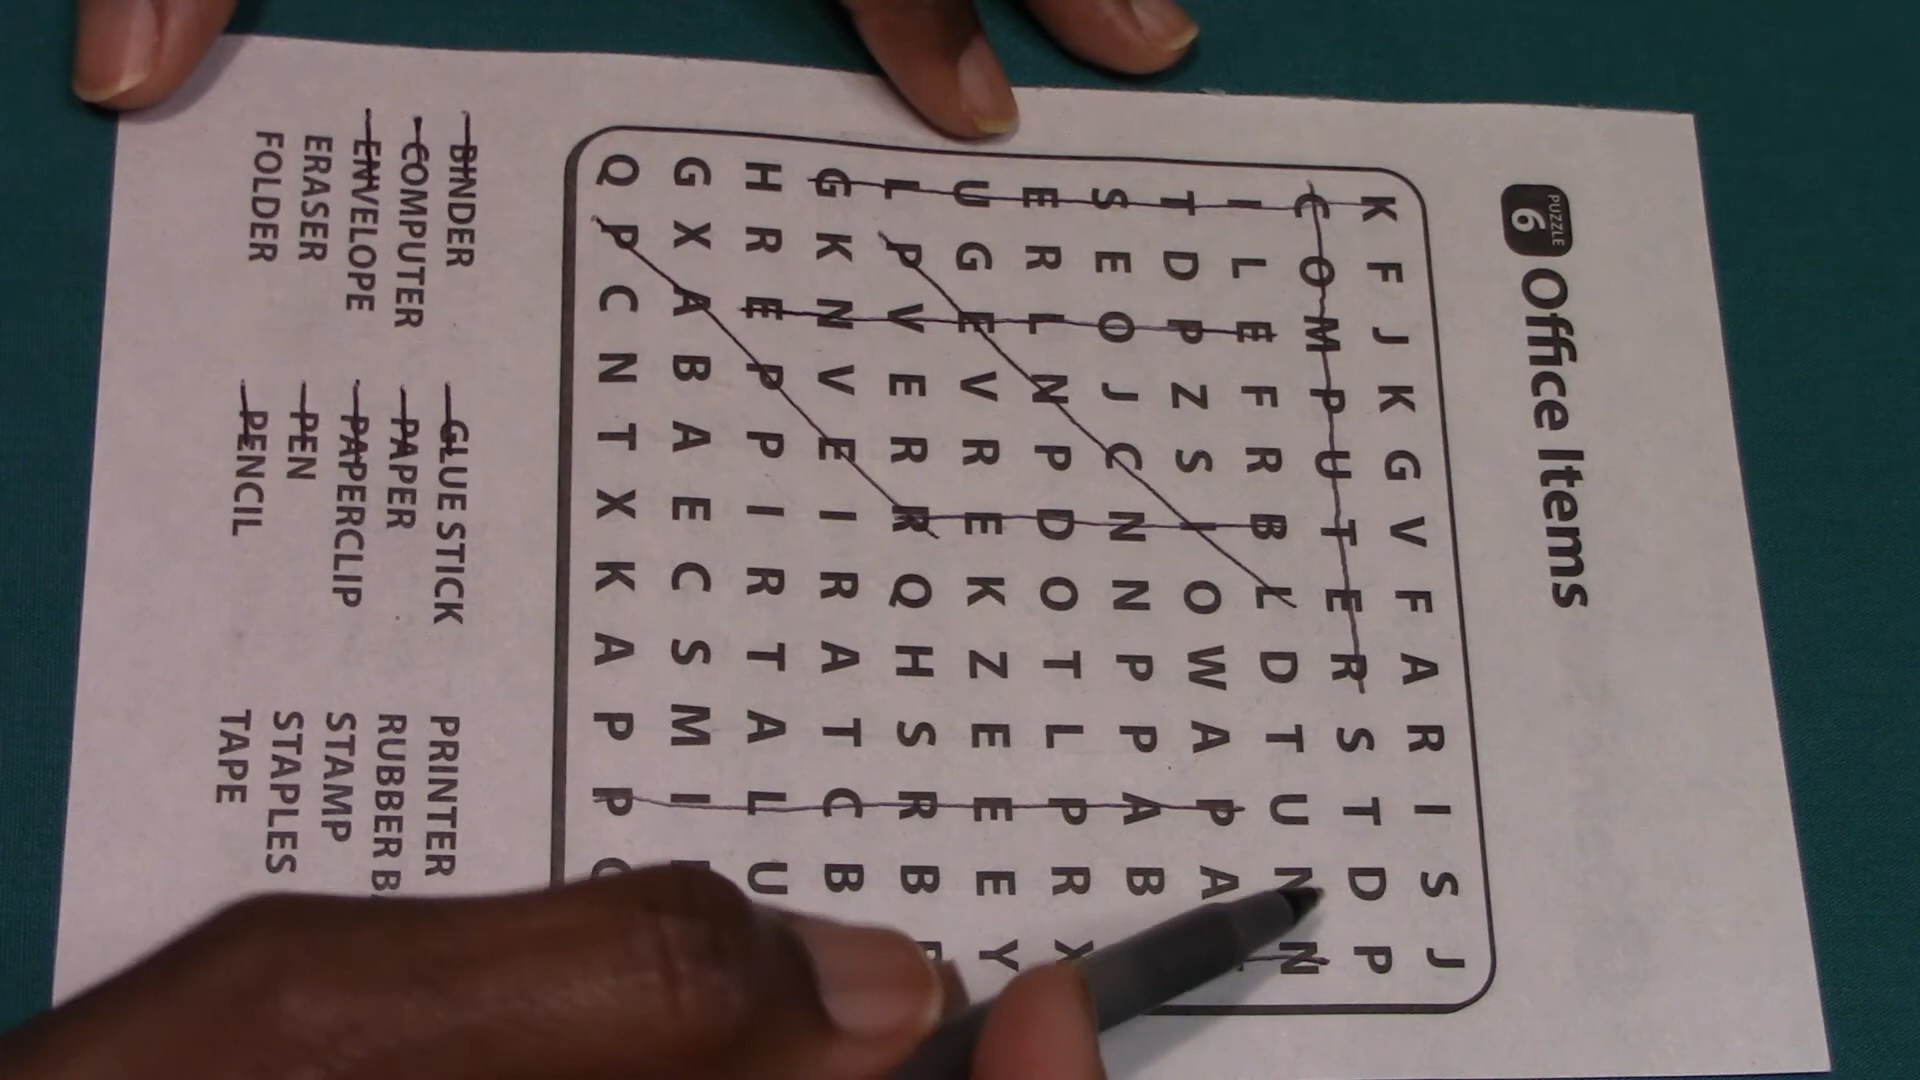 PUZZLE
6 Office Items
K F J K G V F A R I S J
C O M P U T E R S T D P
I L E F R B L D T U N N
T D P Z S I O W A P A
S E O J C N N P P A B
E R L N P D O T L P R X
U G E V R E K Z E E E Y
L P V E R R Q H S R B
G K N V E I R A T C B
H R E P P I R T A L U
G X A B A E C S M I
Q P C N T X K A P P
BINDER GLUE STICK PRINTER
COMPUTER PAPER RUBBER
ENVELOPE PAPERCLIP STAMP
ERASER PEN STAPLES
FOLDER PENCIL TAPE